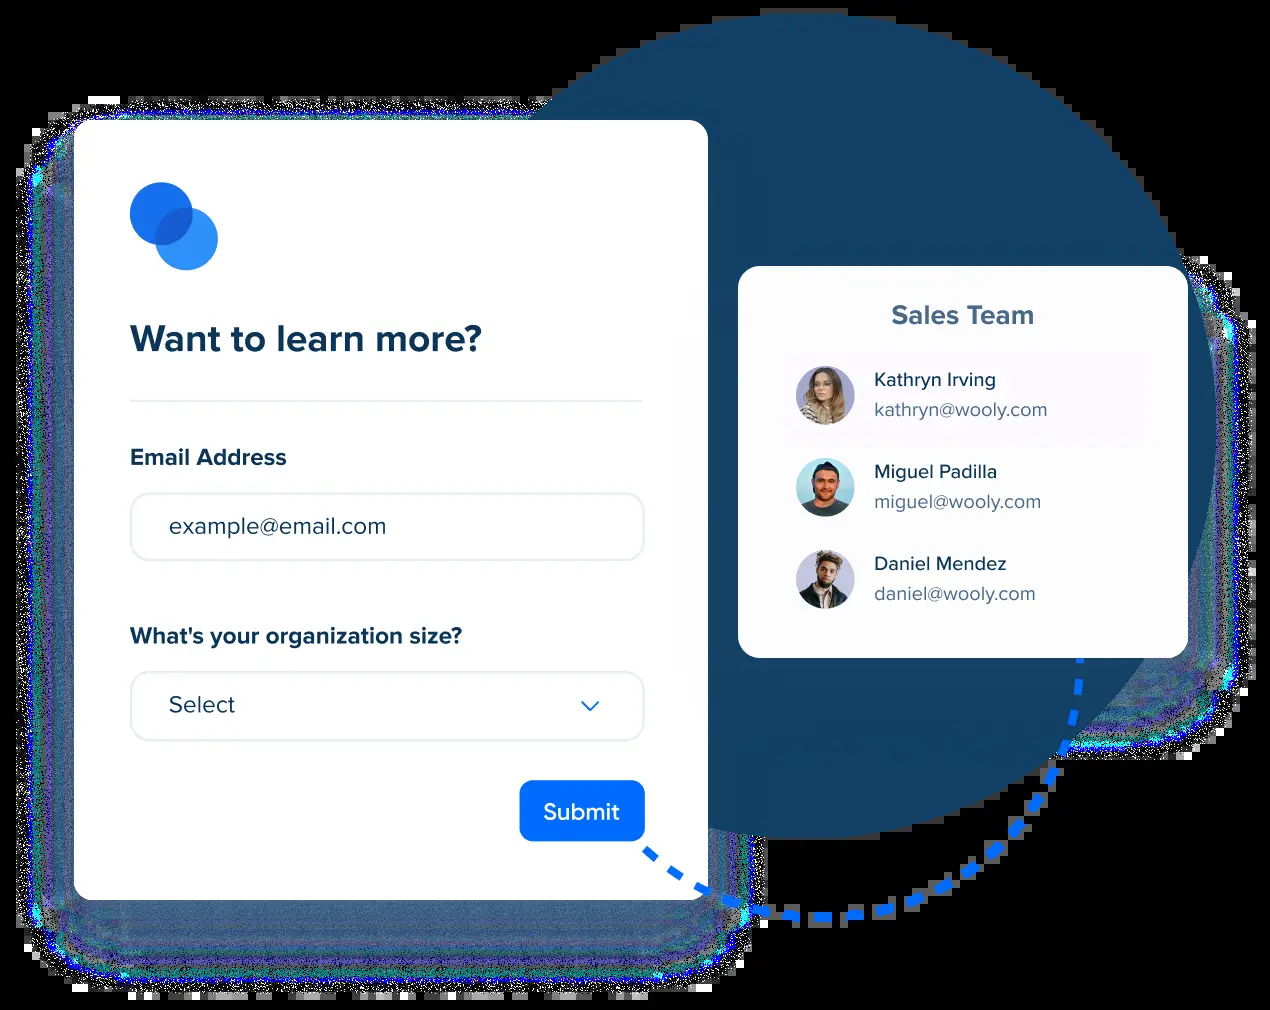 Want to learn more?
Email Address
example@email.com
What's your organization size?
Select
Submit
Sales Team
Kathryn Irving
kathryn@wooly.com
Miguel Padilla
miguel@wooly.com
Daniel Mendez
daniel@wooly.com